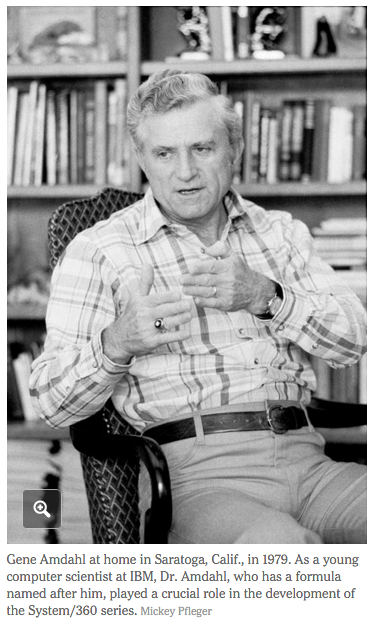 Gene Amdahl at home in Saratoga, Calif., in 1979. As a young
computer scientist at IBM, Dr. Amdahl, who has a formula
named after him, played a crucial role in the development of
the System/360 series. Mickey Pfleger